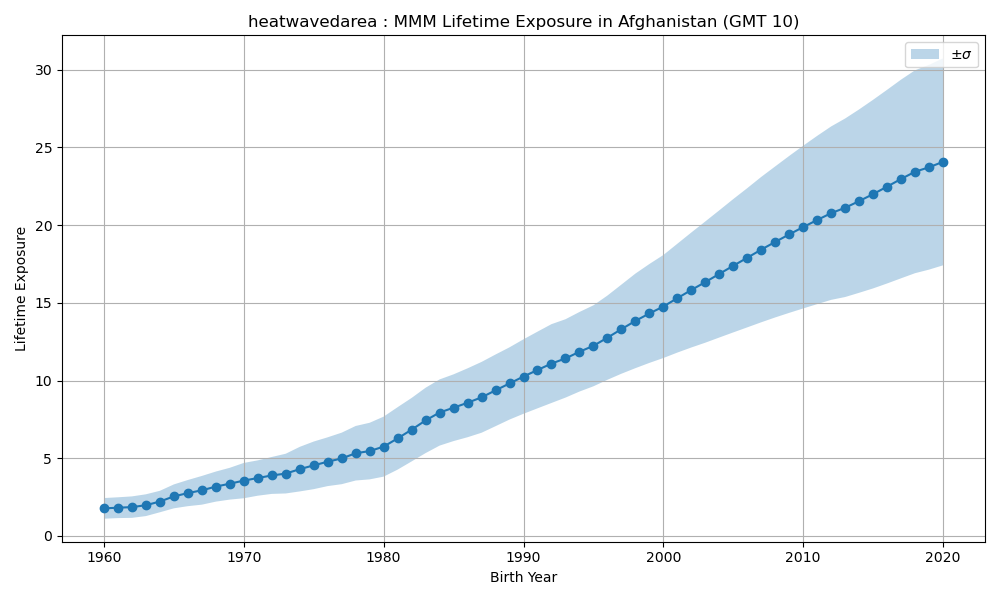 heatwavedarea : MMM Lifetime Exposure in Afghanistan (GMT 10)
±σ
30
25
20
15
10
5
0
Lifetime Exposure
1960 1970 1980 1990 2000 2010 2020
Birth Year